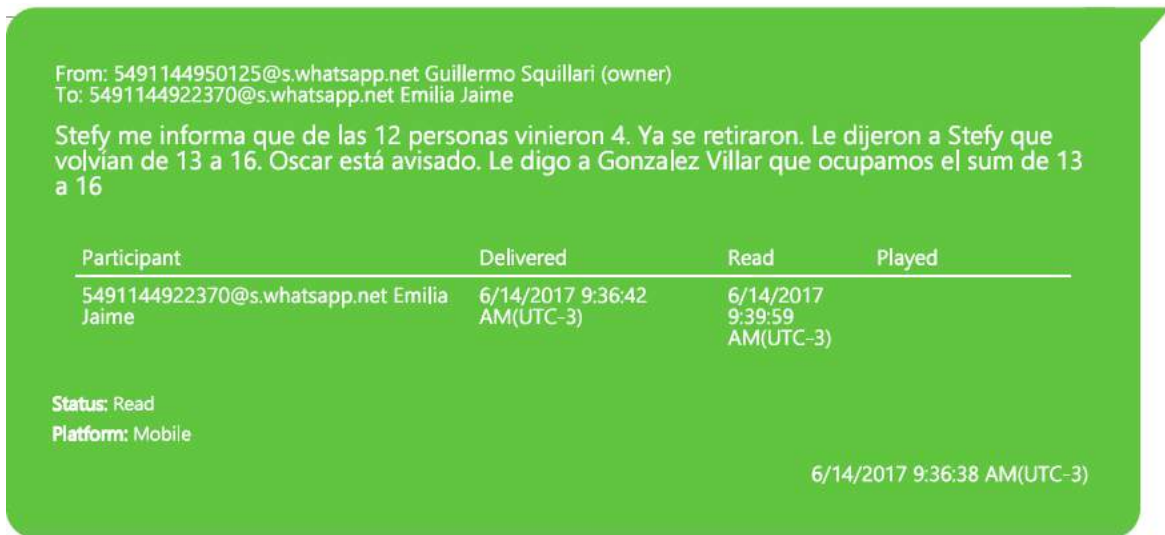 From: 5491144950125@s.whatsapp.net Guillermo Squillari (owner)
To: 5491144922370@s.whatsapp.net Emilia Jaime
Stefy me informa que de las 12 personas vinieron 4. Ya se retiraron. Le dijeron a Stefy que
volvían de 13 a 16. Oscar está avisado. Le digo a Gonzalez Villar que ocupamos el sum de 13
a 16
Participant Delivered Read Played
5491144922370@s.whatsapp.net Emilia 6/14/2017 9:36:42 6/14/2017
Jaime AM(UTC-3) 9:39:59
AM(UTC-3)
Status: Read
Platform: Mobile
6/14/2017 9:36:38 AM(UTC-3)